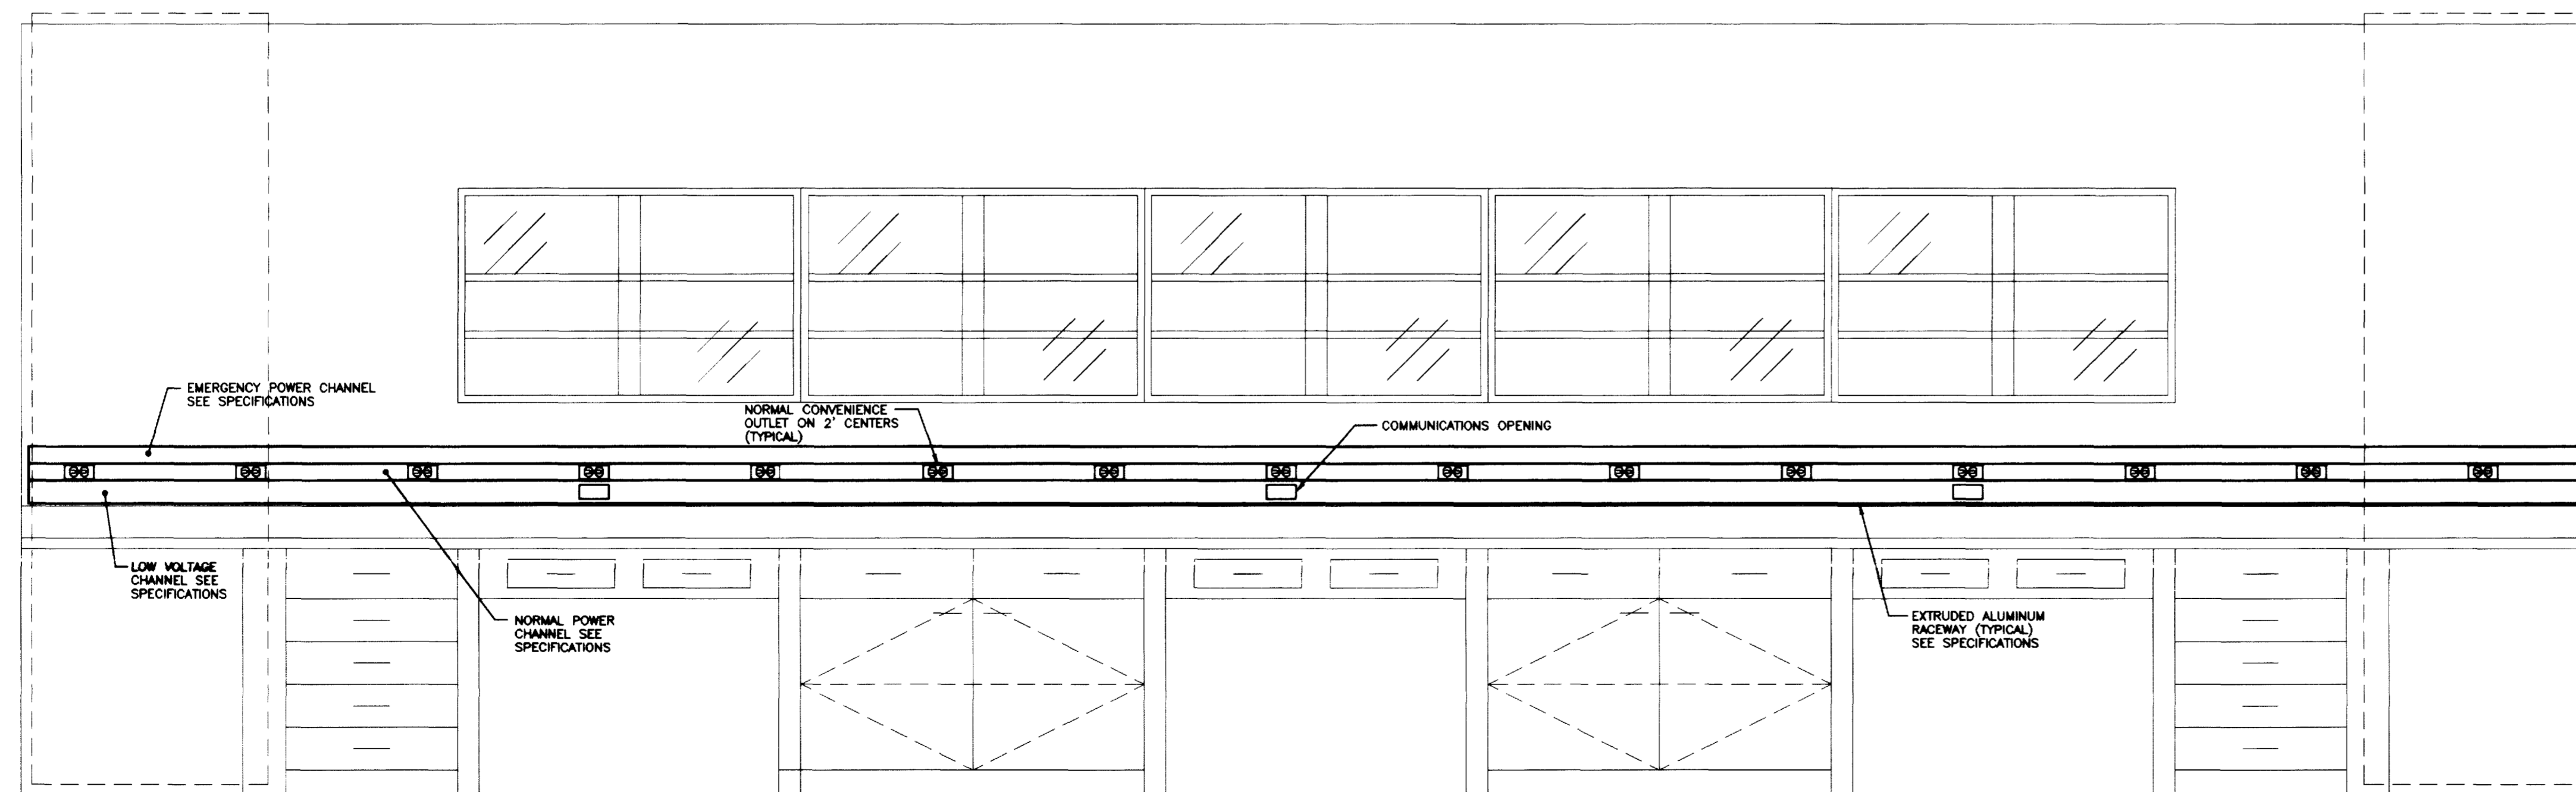 EMERGENCY POWER CHANNEL
SEE SPECIFICATIONS
NORMAL CONVENIENCE
OUTLET ON 2' CENTERS
(TYPICAL)
COMMUNICATIONS OPENING
LOW VOLTAGE
CHANNEL SEE
SPECIFICATIONS
NORMAL POWER
CHANNEL SEE
SPECIFICATIONS
EXTRUDED ALUMINUM
RACEWAY (TYPICAL)
SEE SPECIFICATIONS